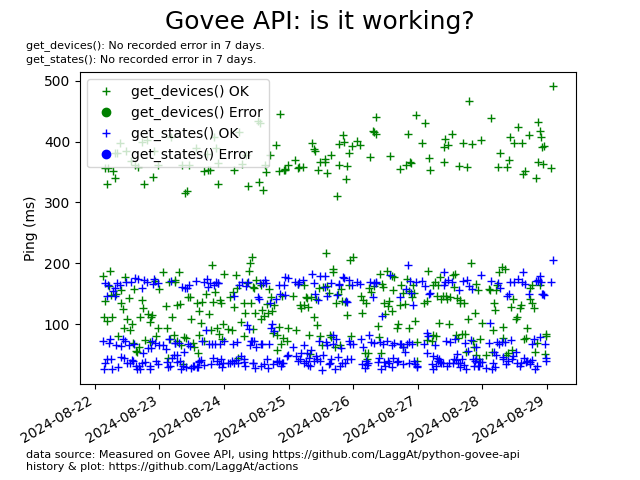 Govee API: is it working?
get_devices(): No recorded error in 7 days.
get_states(): No recorded error in 7 days.
get_devices() OK
get_devices() Error
get_states() OK
get_states() Error
500
400
300
200
100
Ping (ms)
2024-08-22
2024-08-23
2024-08-24
2024-08-25
2024-08-26
2024-08-27
2024-08-28
2024-08-29
data source: Measured on Govee API, using https://github.com/LaggAt/python-govee-api
history & plot: https://github.com/LaggAt/actions